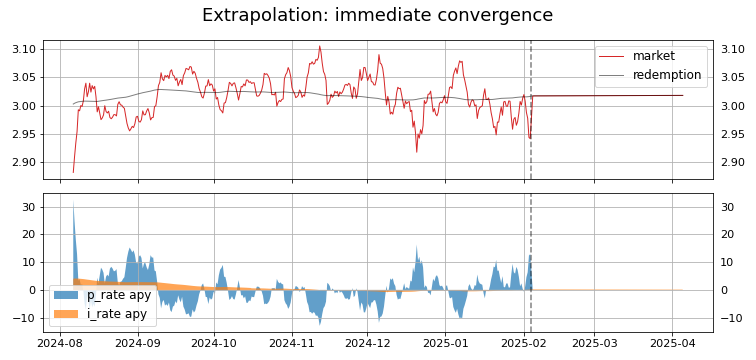 Extrapolation: immediate convergence
3.10 3.10
3.05 3.05
3.00 3.00
2.95 2.95
2.90 2.90
market
redemption
30 30
20 20
10 10
0 0
−10 −10
p_rate apy
i_rate apy
2024-08 2024-09 2024-10 2024-11 2024-12 2025-01 2025-02 2025-03 2025-04